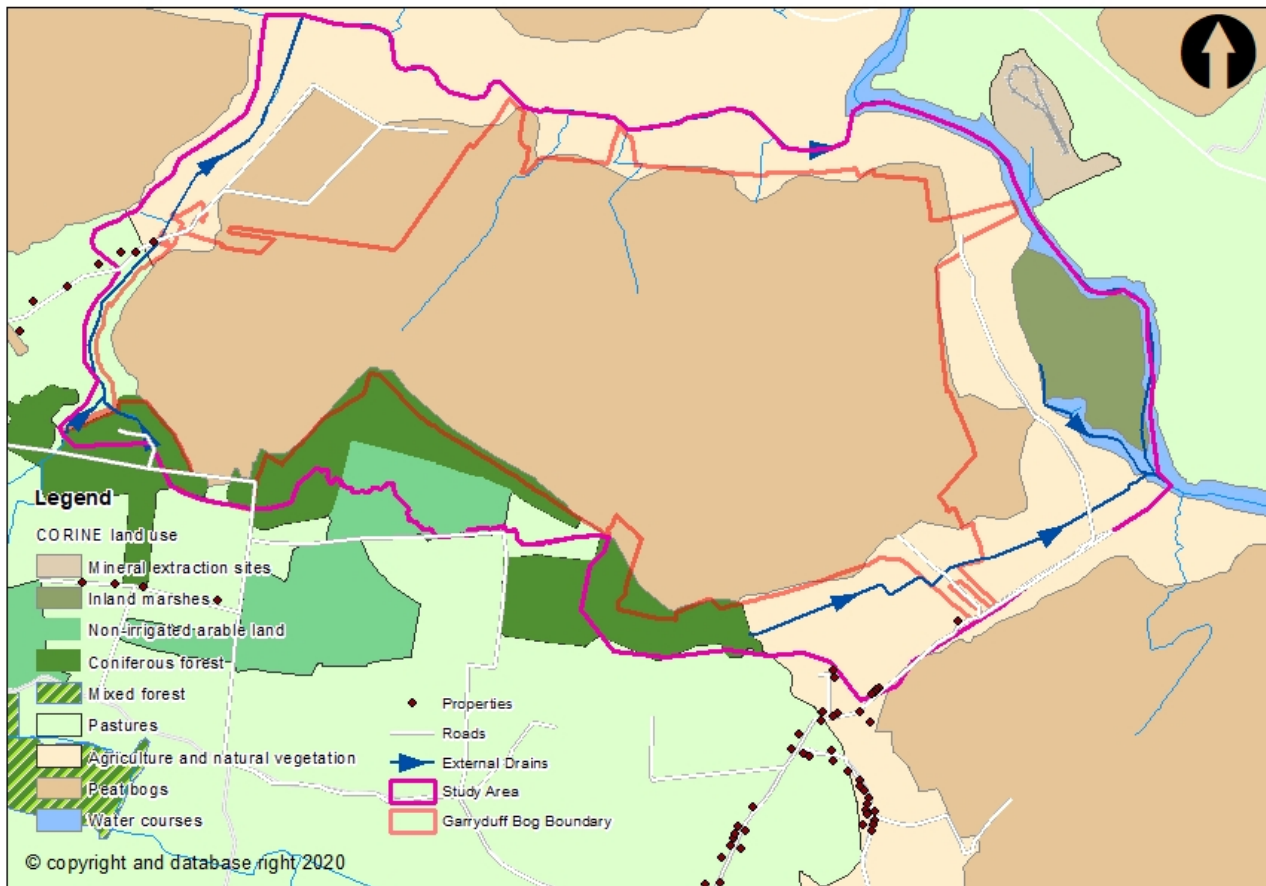 Legend
CORINE land use
Mineral extraction sites
Inland marshes
Non-irrigated arable land
Coniferous forest
Mixed forest
Pastures
Agriculture and natural vegetation
Peat bogs
Water courses
Properties
Roads
External Drains
Study Area
Garryduff Bog Boundary
© copyright and database right 2020